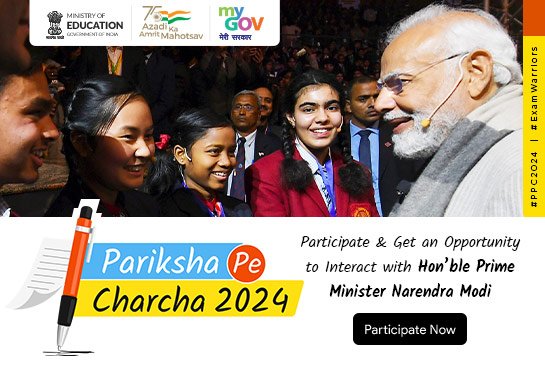 MINISTRY OF
EDUCATION
GOVERNMENT OF INDIA
75
Azadi Ka
Amrit Mahotsav
my
GOV
मेरी सरकार
#PPC2024 | #ExamWarriors
Pariksha Pe
Charcha 2024
Participate & Get an Opportunity
to Interact with Hon'ble Prime
Minister Narendra Modi
Participate Now